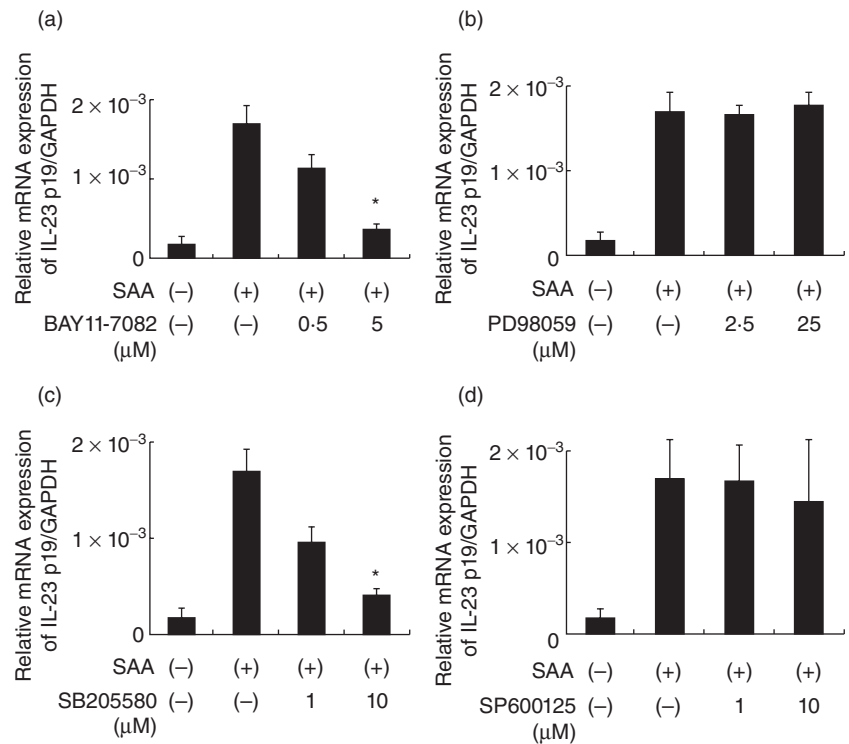 (a)
Relative mRNA expression
of IL-23 p19/GAPDH
2 × 10⁻³
1 × 10⁻³
0
*
SAA (–) (+) (+) (+)
BAY11-7082 (–) (–) 0·5 5
(μM)
(b)
Relative mRNA expression
of IL-23 p19/GAPDH
2 × 10⁻³
1 × 10⁻³
0
SAA (–) (+) (+) (+)
PD98059 (–) (–) 2·5 25
(μM)
(c)
Relative mRNA expression
of IL-23 p19/GAPDH
2 × 10⁻³
1 × 10⁻³
0
*
SAA (–) (+) (+) (+)
SB205580 (–) (–) 1 10
(μM)
(d)
Relative mRNA expression
of IL-23 p19/GAPDH
2 × 10⁻³
1 × 10⁻³
0
SAA (–) (+) (+) (+)
SP600125 (–) (–) 1 10
(μM)